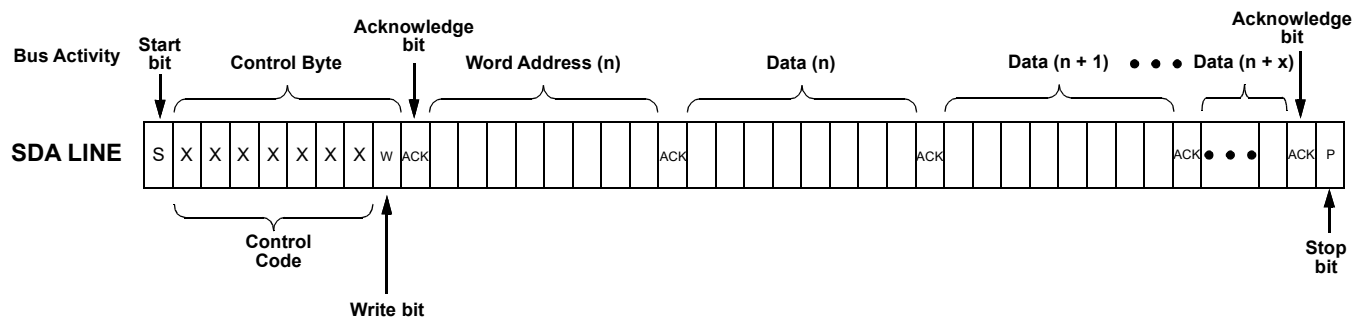 Acknowledge
bit
Acknowledge
bit
Start
bit
Bus Activity
Control Byte
Word Address (n)
Data (n)
Data (n + 1) ● ● ● Data (n + x)
SDA LINE
S X X X X X X X W ACK ACK ACK ACK ● ● ● ACK P
Control
Code
Write bit
Stop
bit